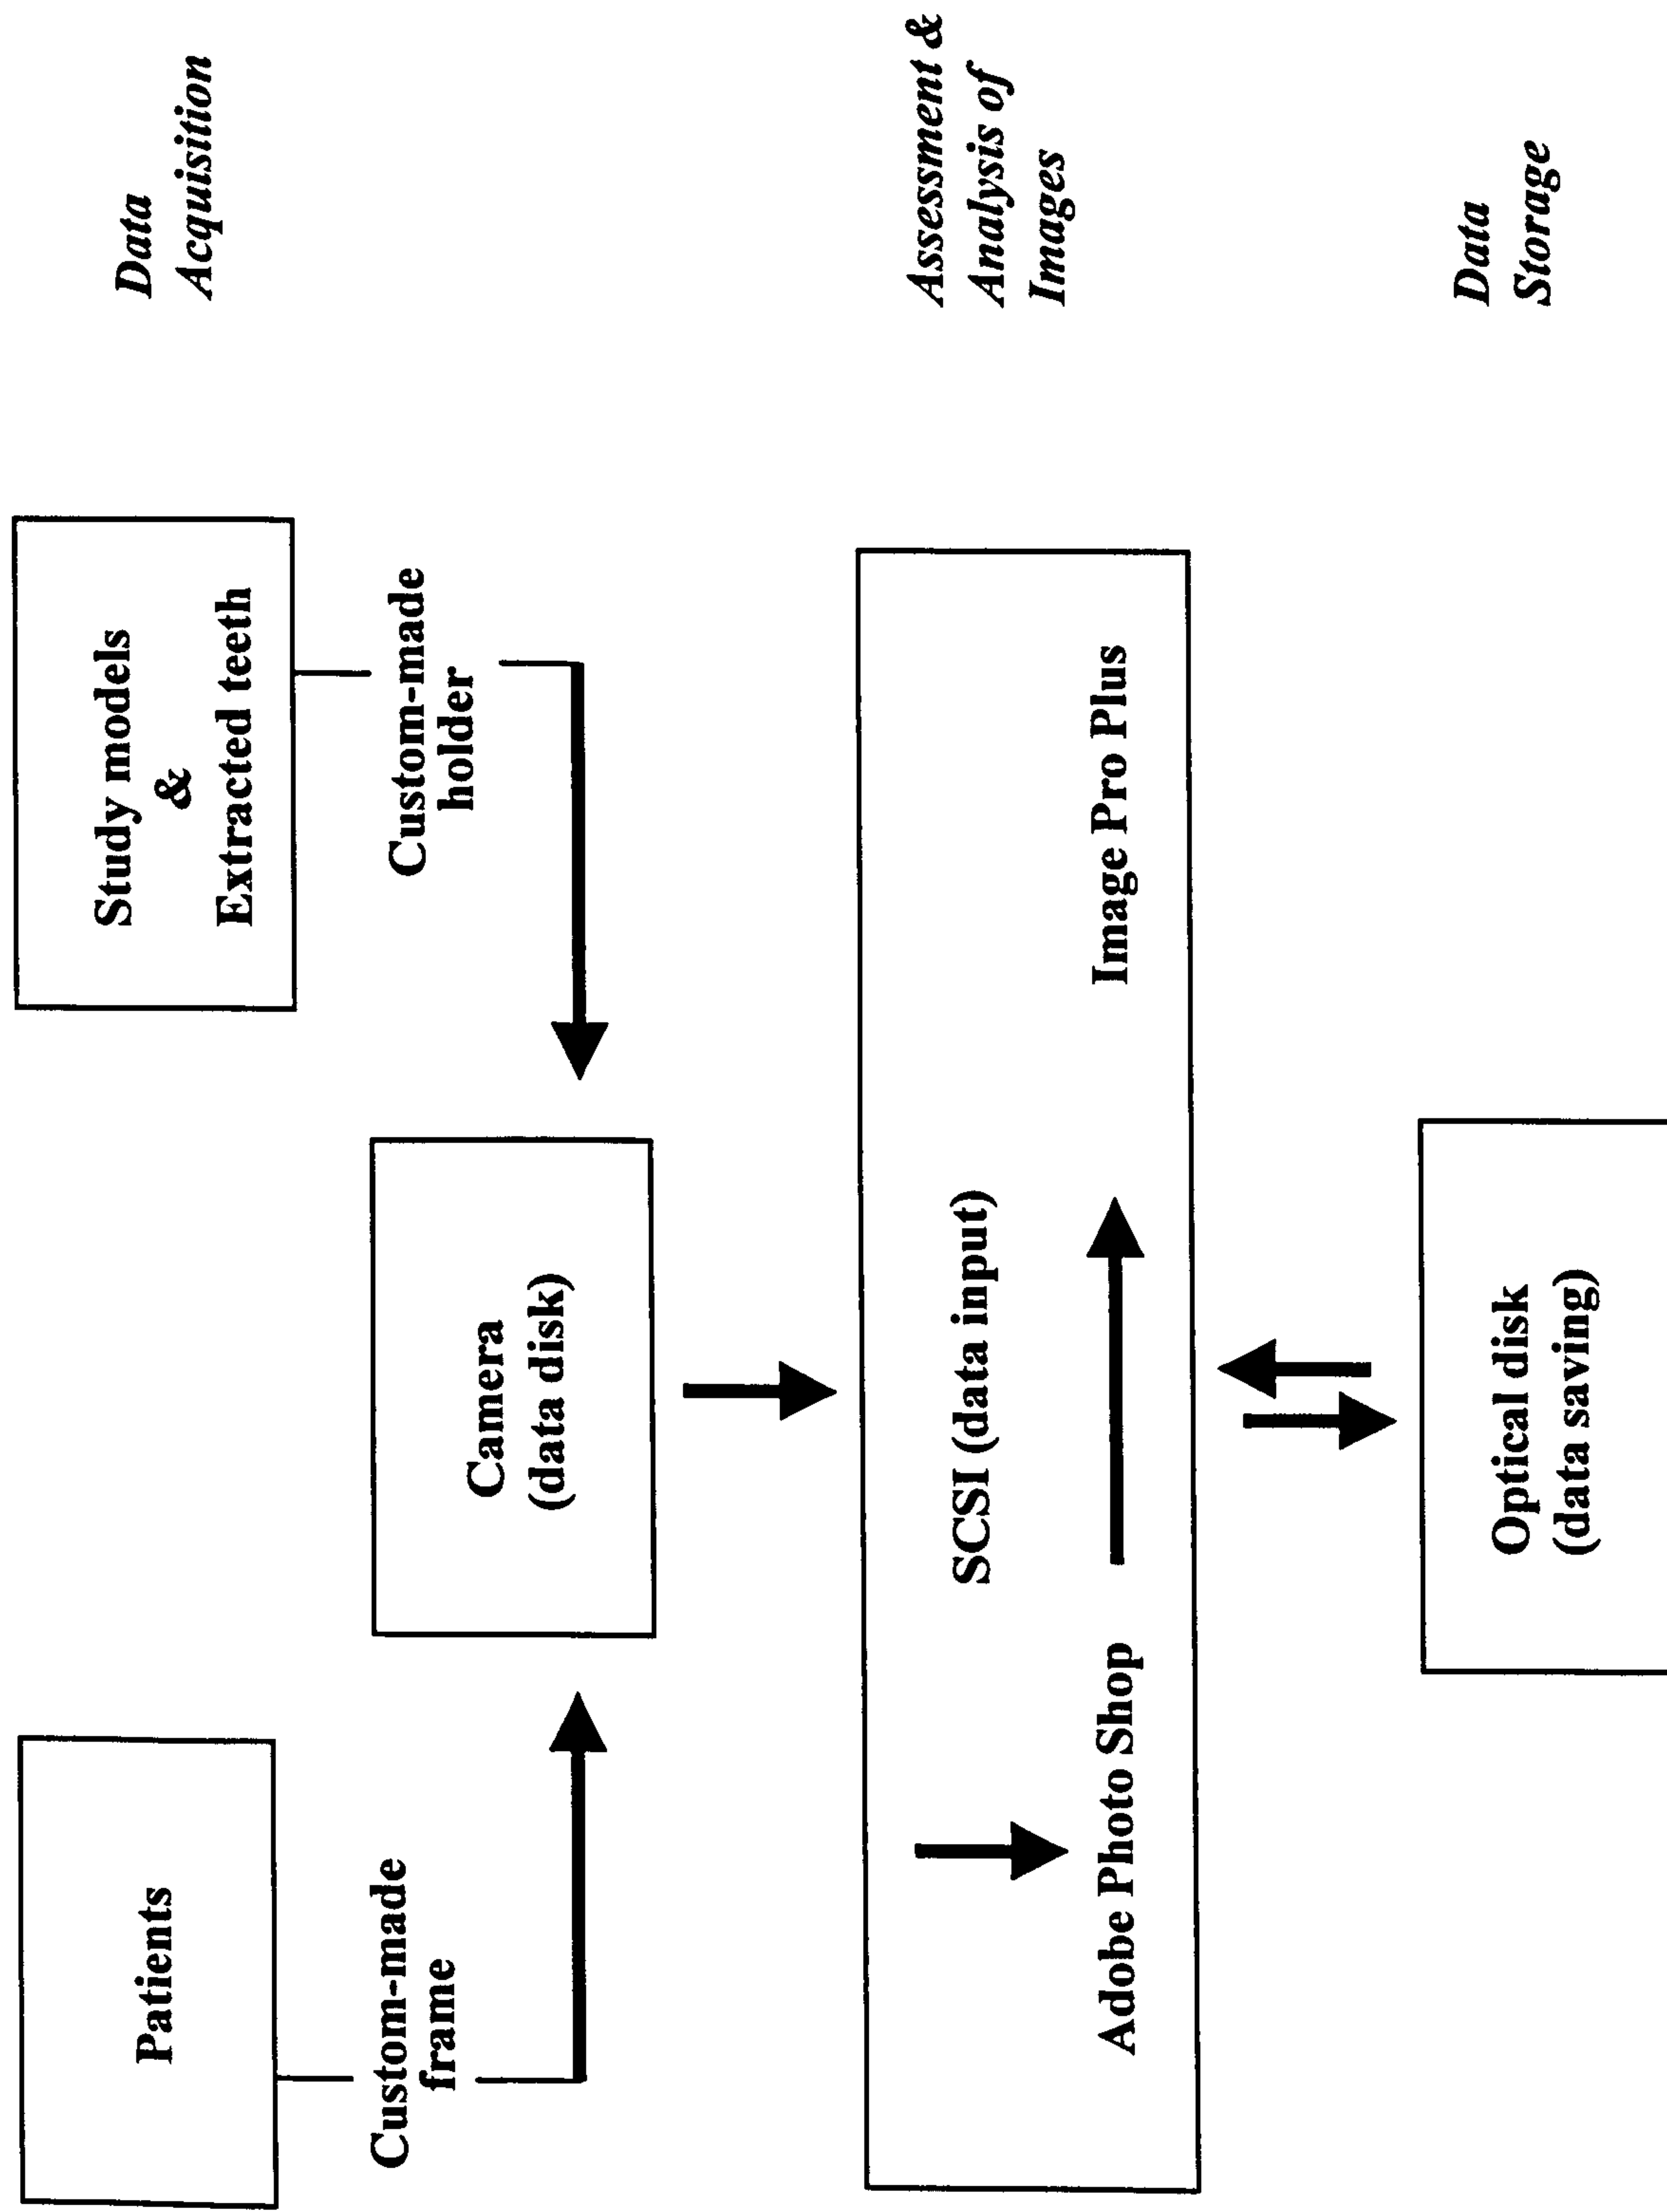 Patients
Study models
&
Extracted teeth
Data
Acquisition
Custom-made
frame
Custom-made
holder
Camera
(data disk)
SCSI (data input)
Adobe Photo Shop
Image Pro Plus
Assessment &
Analysis of
Images
Optical disk
(data saving)
Data
Storage